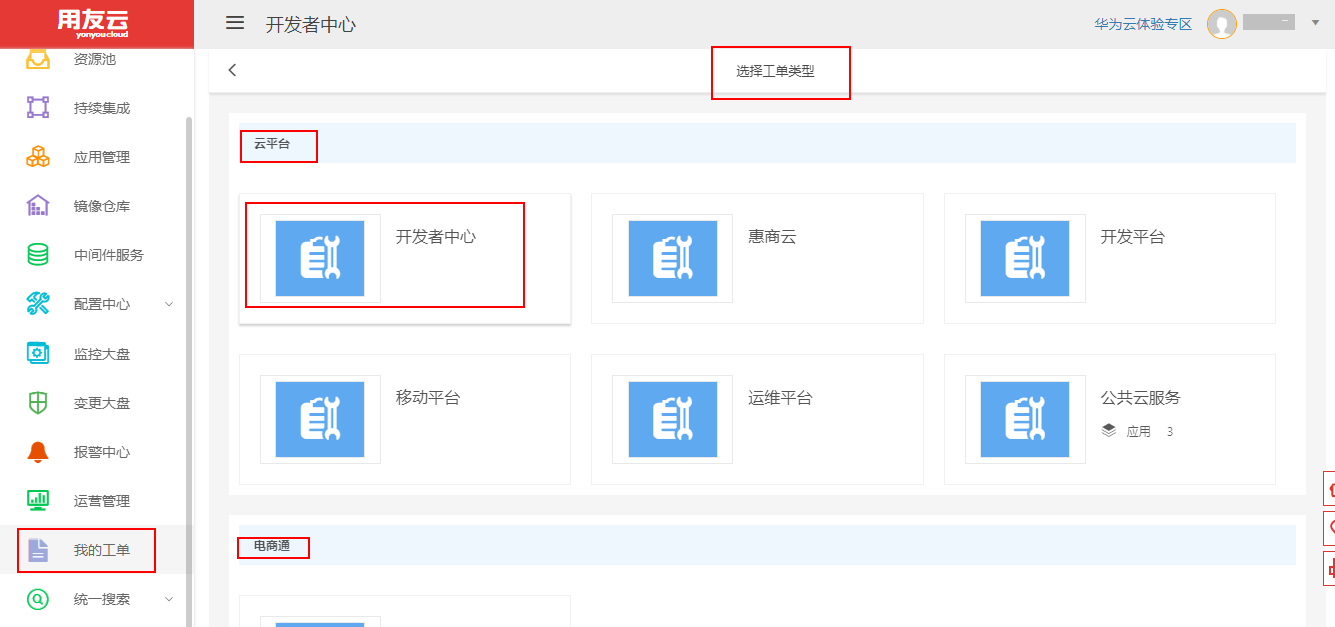 用友云
yonyoucloud
开发者中心
华为云体验专区
资源池
持续集成
应用管理
镜像仓库
中间件服务
配置中心
监控大盘
变更大盘
报警中心
运营管理
我的工单
统一搜索
选择工单类型
云平台
开发者中心
惠商云
开发平台
移动平台
运维平台
公共云服务
应用 3
电商通